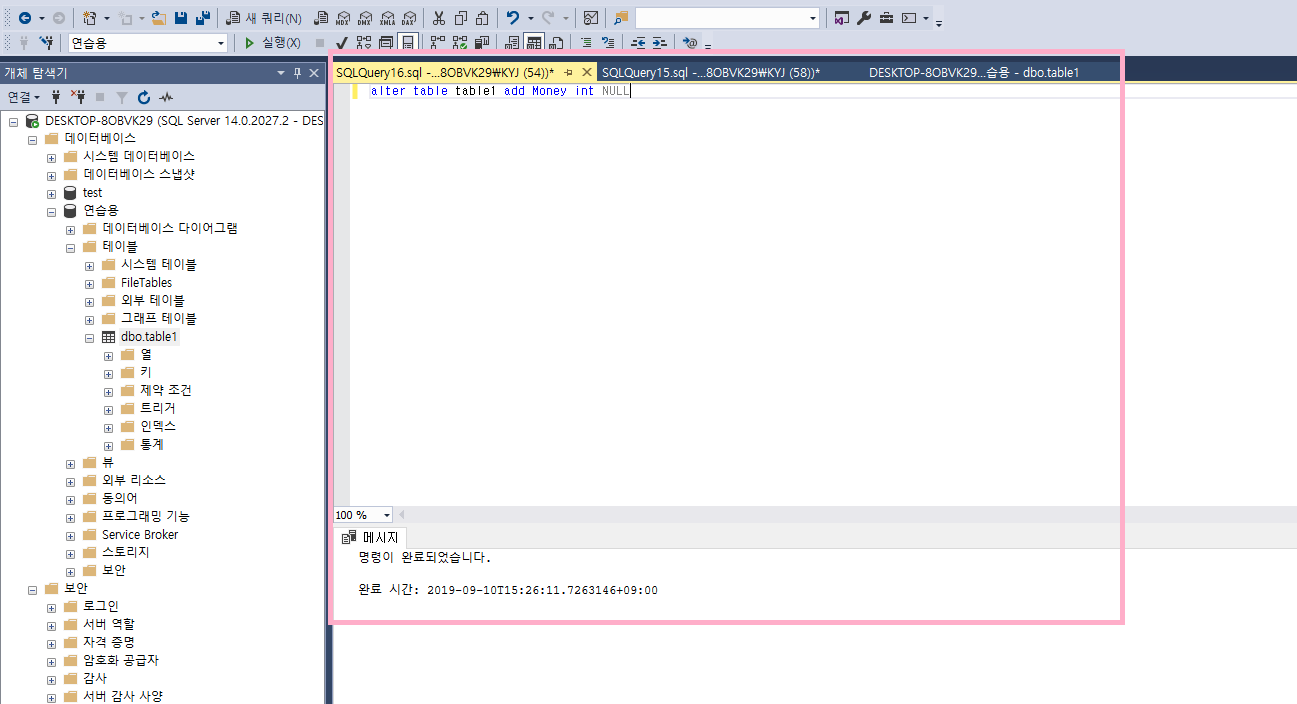 새 쿼리(N)
MDX
DMX
XMLA
DAX
연습용
실행(X)
개체 탐색기
연결
DESKTOP-8OBVK29 (SQL Server 14.0.2027.2 - DES
데이터베이스
시스템 데이터베이스
데이터베이스 스냅샷
test
연습용
데이터베이스 다이어그램
테이블
시스템 테이블
FileTables
외부 테이블
그래프 테이블
dbo.table1
열
키
제약 조건
트리거
인덱스
통계
뷰
외부 리소스
동의어
프로그래밍 기능
Service Broker
스토리지
보안
보안
로그인
서버 역할
자격 증명
암호화 공급자
감사
서버 감사 사양
SQLQuery16.sql -...8OBVK29₩KYJ (54))*
SQLQuery15.sql -...8OBVK29₩KYJ (58))*
DESKTOP-8OBVK29...습용 - dbo.table1
alter table table1 add Money int NULL
100 %
메시지
명령이 완료되었습니다.
완료 시간: 2019-09-10T15:26:11.7263146+09:00